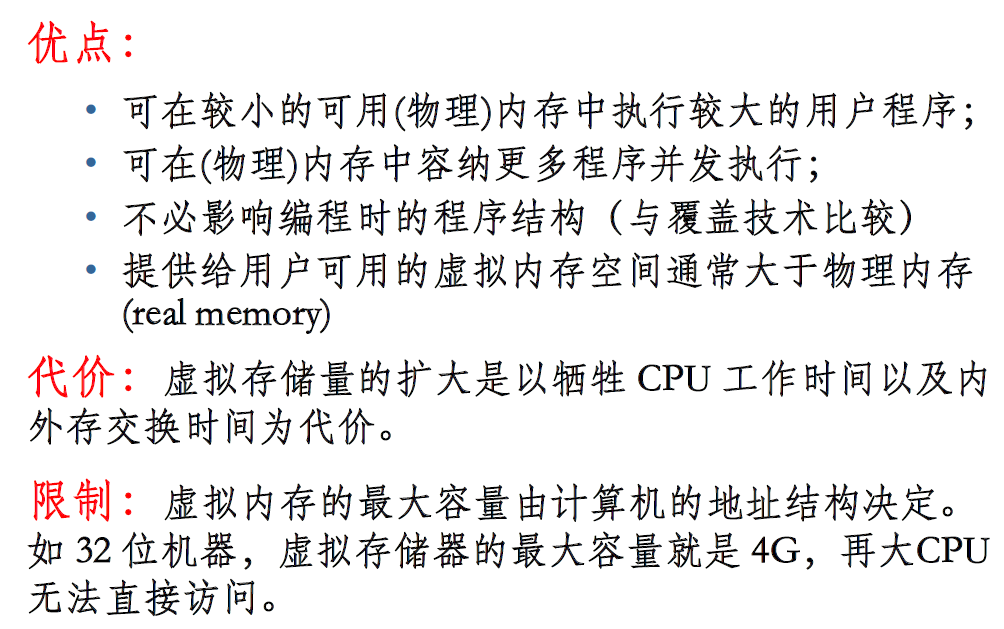 优点：
• 可在较小的可用(物理)内存中执行较大的用户程序；
• 可在(物理)内存中容纳更多程序并发执行；
• 不必影响编程时的程序结构（与覆盖技术比较）
• 提供给用户可用的虚拟内存空间通常大于物理内存
(real memory)
代价：虚拟存储量的扩大是以牺牲 CPU 工作时间以及内
外存交换时间为代价。
限制：虚拟内存的最大容量由计算机的地址结构决定。
如 32 位机器，虚拟存储器的最大容量就是 4G，再大CPU
无法直接访问。